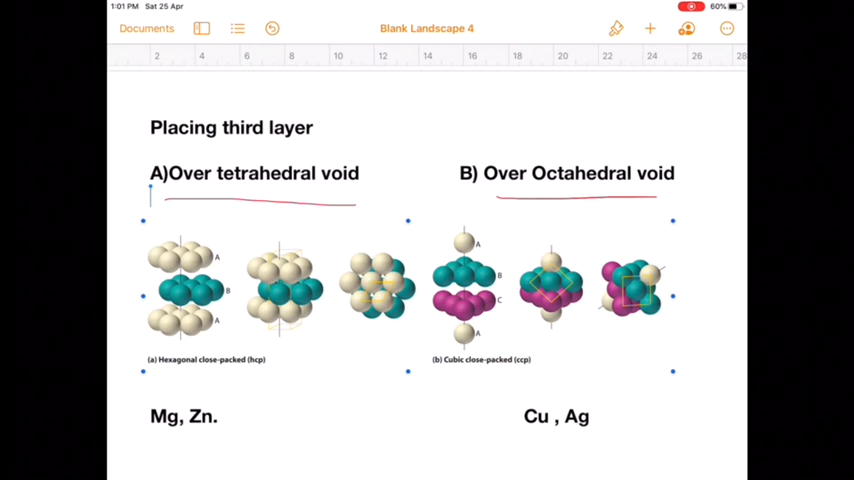 1:01 PM Sat 25 Apr
60%
Documents
Blank Landscape 4
2 4 6 8 10 12 14 16 18 20 22 24 26 28
Placing third layer
A)Over tetrahedral void
B) Over Octahedral void
A
B
A
A
B
C
A
(a) Hexagonal close-packed (hcp)
(b) Cubic close-packed (ccp)
Mg, Zn.
Cu , Ag